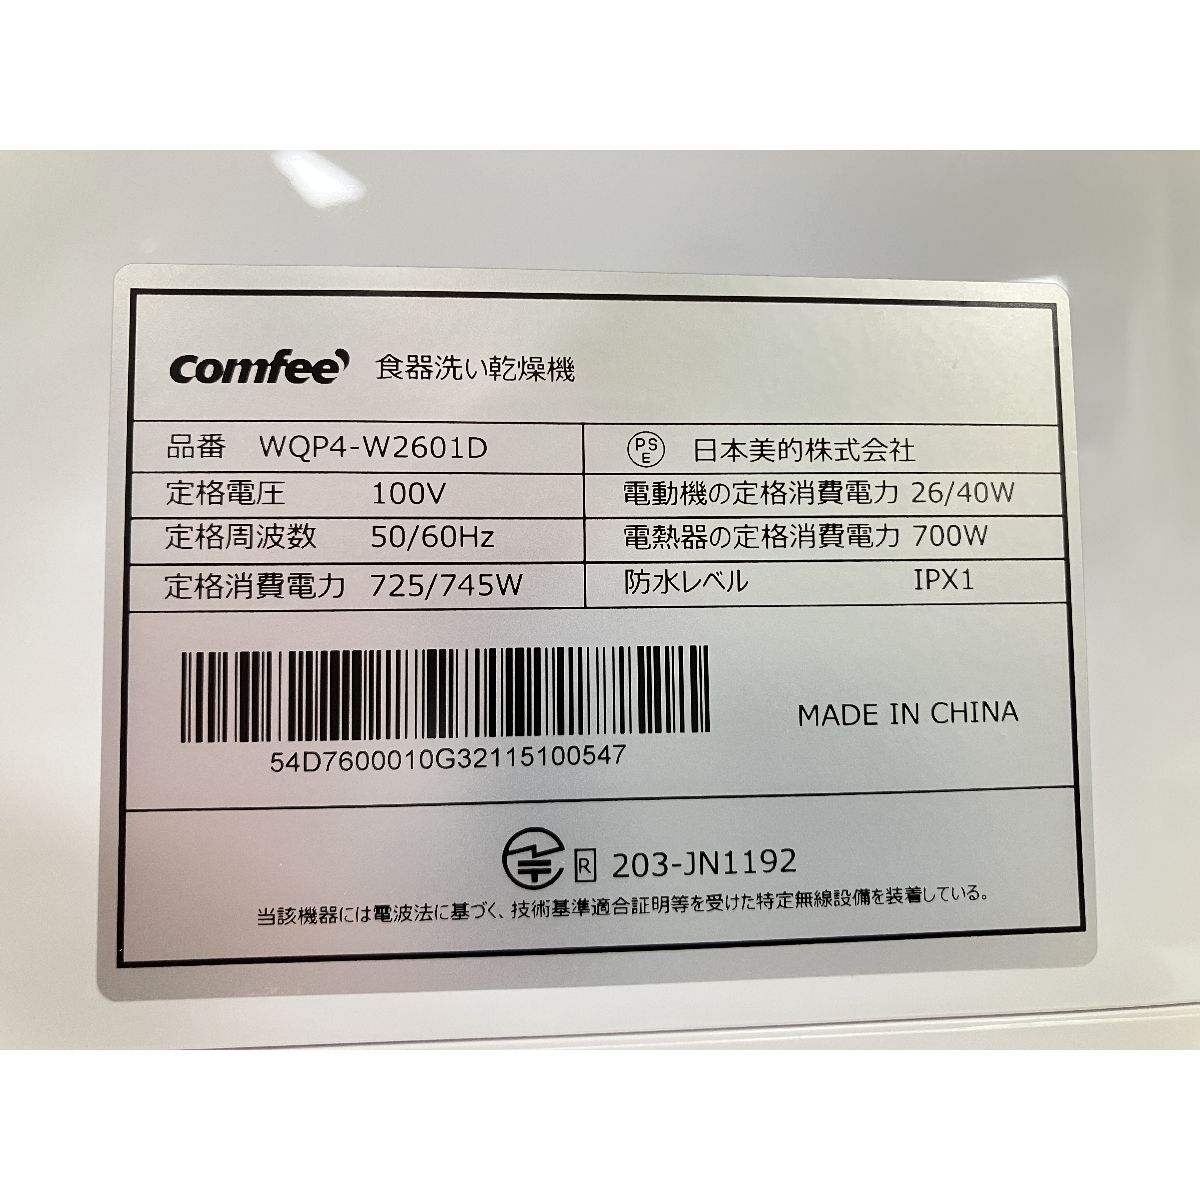 comfee' 食器洗い乾燥機
品番 WQP4-W2601D
PS E 日本美的株式会社
定格電圧 100V
電動機の定格消費電力 26/40W
定格周波数 50/60Hz
電熱器の定格消費電力 700W
定格消費電力 725/745W
防水レベル IPX1
54D7600010G32115100547
MADE IN CHINA
R 203-JN1192
当該機器には電波法に基づく、技術基準適合証明等を受けた特定無線設備を装着している。